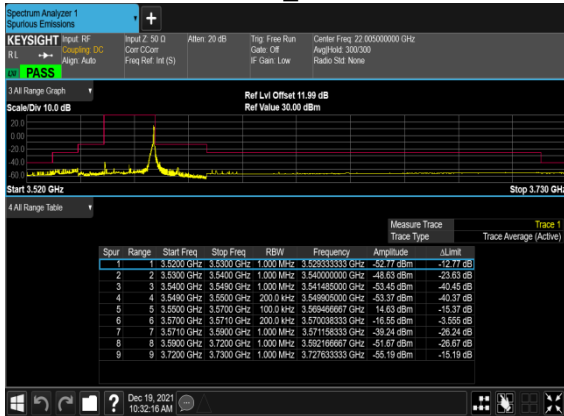 Spectrum Analyzer 1
Spurious Emissions
+
KEYSIGHT Input: RF Input Z: 50 Ω Atten: 20 dB Trig: Free Run Center Freq: 22.005000000 GHz
RL Coupling: DC Corr CCorr Gate: Off Avg|Hold: 300/300
Align: Auto Freq Ref: Int (S) IF Gain: Low Radio Std: None
PASS
3 All Range Graph
Ref Lvl Offset 11.99 dB
Scale/Div 10.0 dB Ref Value 30.00 dBm
20.0
0.00
-20.0
-40.0
-60.0
Start 3.520 GHz Stop 3.730 GHz
4 All Range Table
Measure Trace Trace 1
Trace Type Trace Average (Active)
Spur Range Start Freq Stop Freq RBW Frequency Amplitude ΔLimit
1 1 3.5200 GHz 3.5300 GHz 1.000 MHz 3.529333333 GHz -52.77 dBm -12.77 dB
2 2 3.5300 GHz 3.5400 GHz 1.000 MHz 3.540000000 GHz -48.63 dBm -23.63 dB
3 3 3.5400 GHz 3.5490 GHz 1.000 MHz 3.541485000 GHz -53.45 dBm -40.45 dB
4 4 3.5490 GHz 3.5500 GHz 200.0 kHz 3.549905000 GHz -53.37 dBm -40.37 dB
5 5 3.5500 GHz 3.5700 GHz 100.0 kHz 3.569466667 GHz 14.63 dBm -15.37 dB
6 6 3.5700 GHz 3.5710 GHz 200.0 kHz 3.570038333 GHz -16.55 dBm -3.555 dB
7 7 3.5710 GHz 3.5900 GHz 1.000 MHz 3.571158333 GHz -39.24 dBm -26.24 dB
8 8 3.5900 GHz 3.7200 GHz 1.000 MHz 3.592166667 GHz -51.67 dBm -26.67 dB
9 9 3.7200 GHz 3.7300 GHz 1.000 MHz 3.727633333 GHz -55.19 dBm -15.19 dB
? Dec 19, 2021
10:32:16 AM